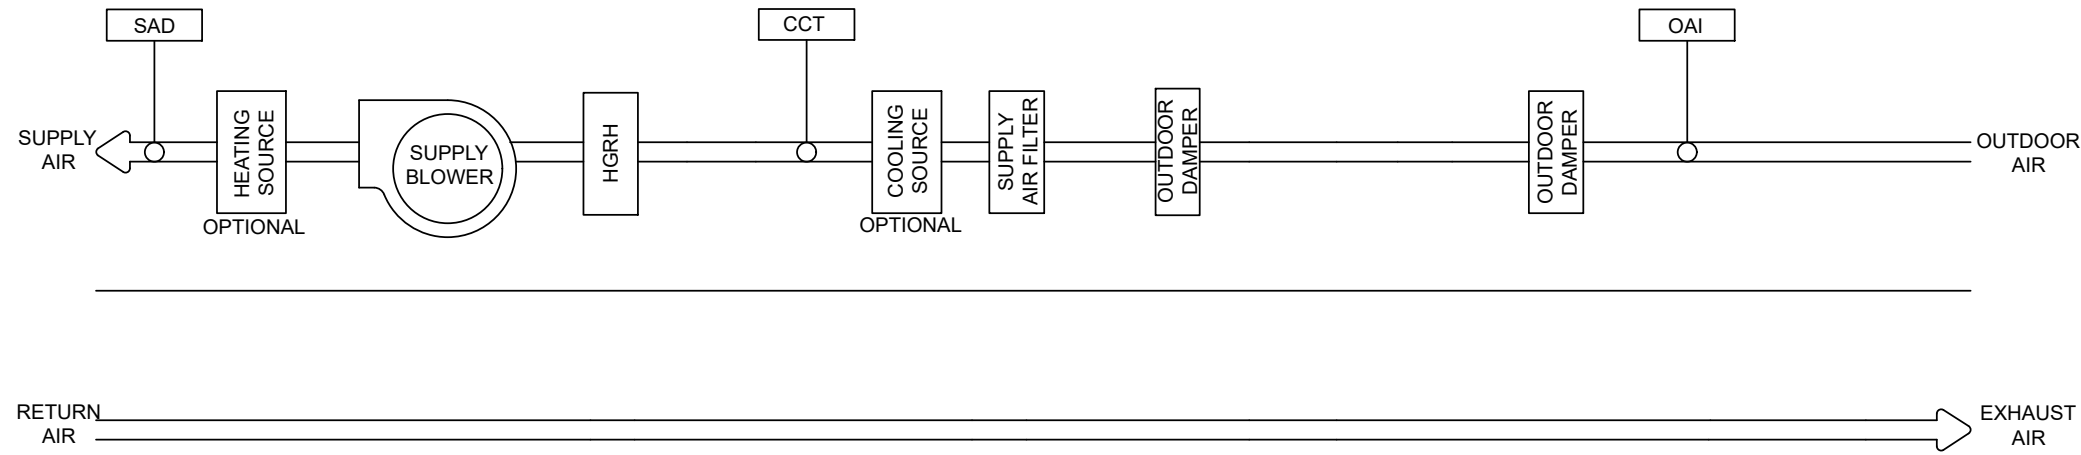 SAD
CCT
OAI
SUPPLY
AIR
HEATING
SOURCE
OPTIONAL
SUPPLY
BLOWER
HGRH
COOLING
SOURCE
OPTIONAL
SUPPLY
AIR FILTER
OUTDOOR
DAMPER
OUTDOOR
DAMPER
OUTDOOR
AIR
RETURN
AIR
EXHAUST
AIR